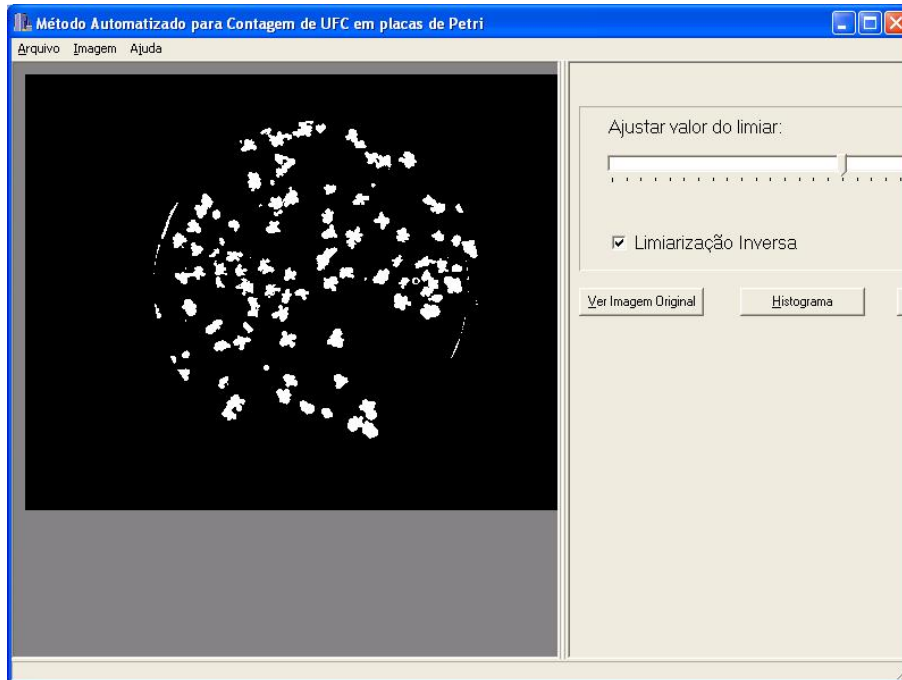 Método Automatizado para Contagem de UFC em placas de Petri
Arquivo Imagem Ajuda
Ajustar valor do limiar:
Limiarização Inversa
Ver Imagem Original Histograma